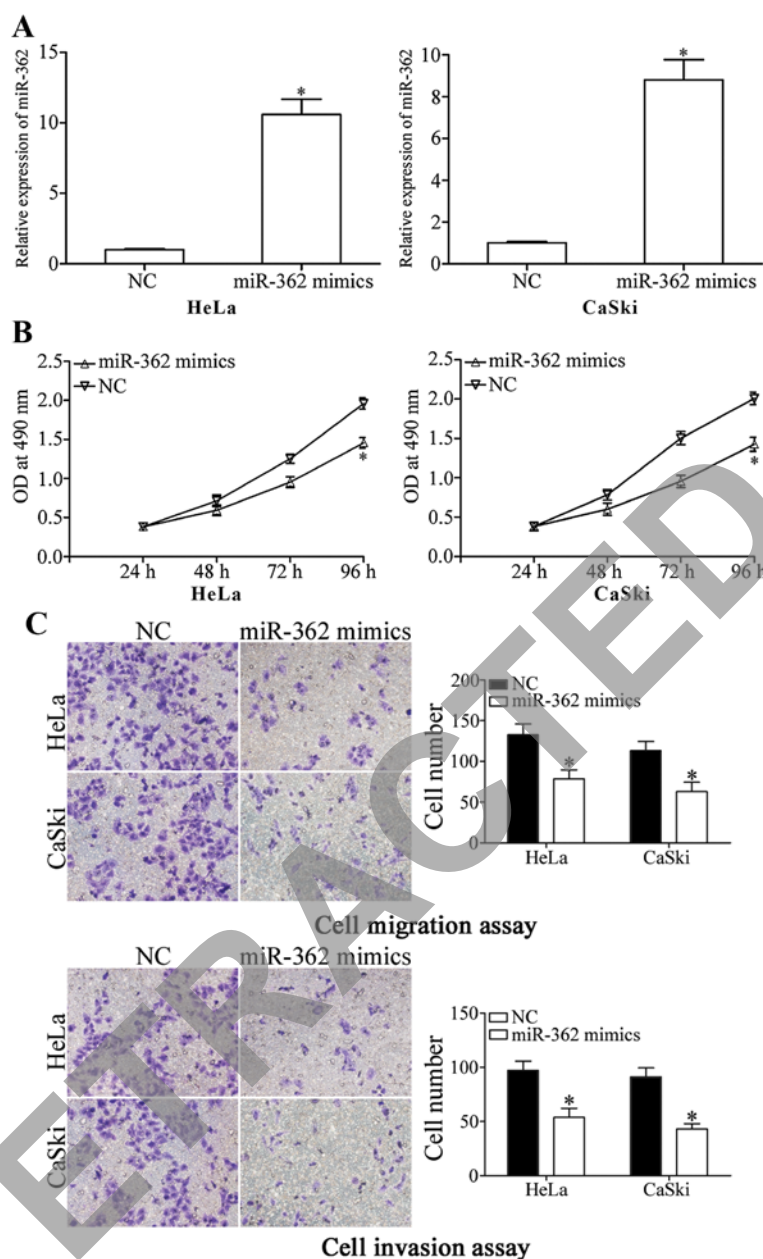 A
Relative expression of miR-362
15
10
5
0
*
NC
miR-362 mimics
HeLa
Relative expression of miR-362
10
8
6
4
2
0
*
NC
miR-362 mimics
CaSki
B
OD at 490 nm
2.5
2.0
1.5
1.0
0.5
0.0
miR-362 mimics
NC
*
24 h
48 h
72 h
96 h
HeLa
OD at 490 nm
2.5
2.0
1.5
1.0
0.5
0.0
miR-362 mimics
NC
*
24 h
48 h
72 h
96 h
CaSki
C
NC
miR-362 mimics
HeLa
CaSki
Cell number
200
150
100
50
0
NC
miR-362 mimics
*
*
HeLa
CaSki
Cell migration assay
NC
miR-362 mimics
HeLa
CaSki
Cell number
150
100
50
0
NC
miR-362 mimics
*
*
HeLa
CaSki
Cell invasion assay
ETRACTED